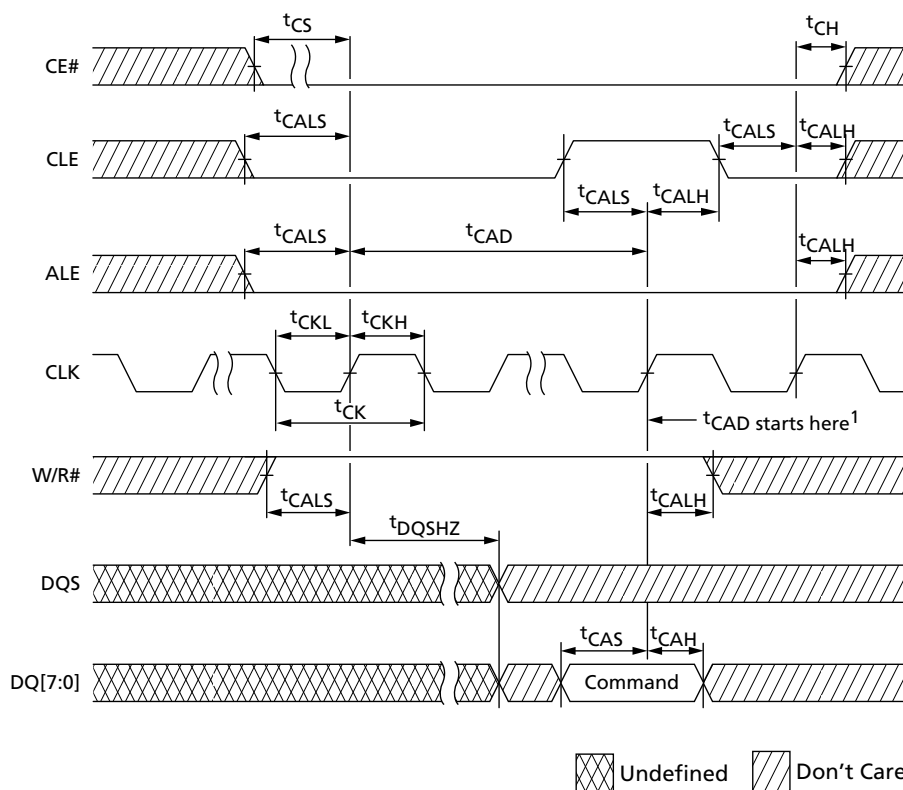 tCS
tCH
CE#
tCALS
tCALS
tCALH
CLE
tCALS
tCALH
tCALS
tCAD
tCALH
ALE
tCKL
tCKH
CLK
tCK
tCAD starts here1
W/R#
tCALS
tCALH
tDQSHZ
DQS
tCAS
tCAH
DQ[7:0]
Command
Undefined
Don't Care